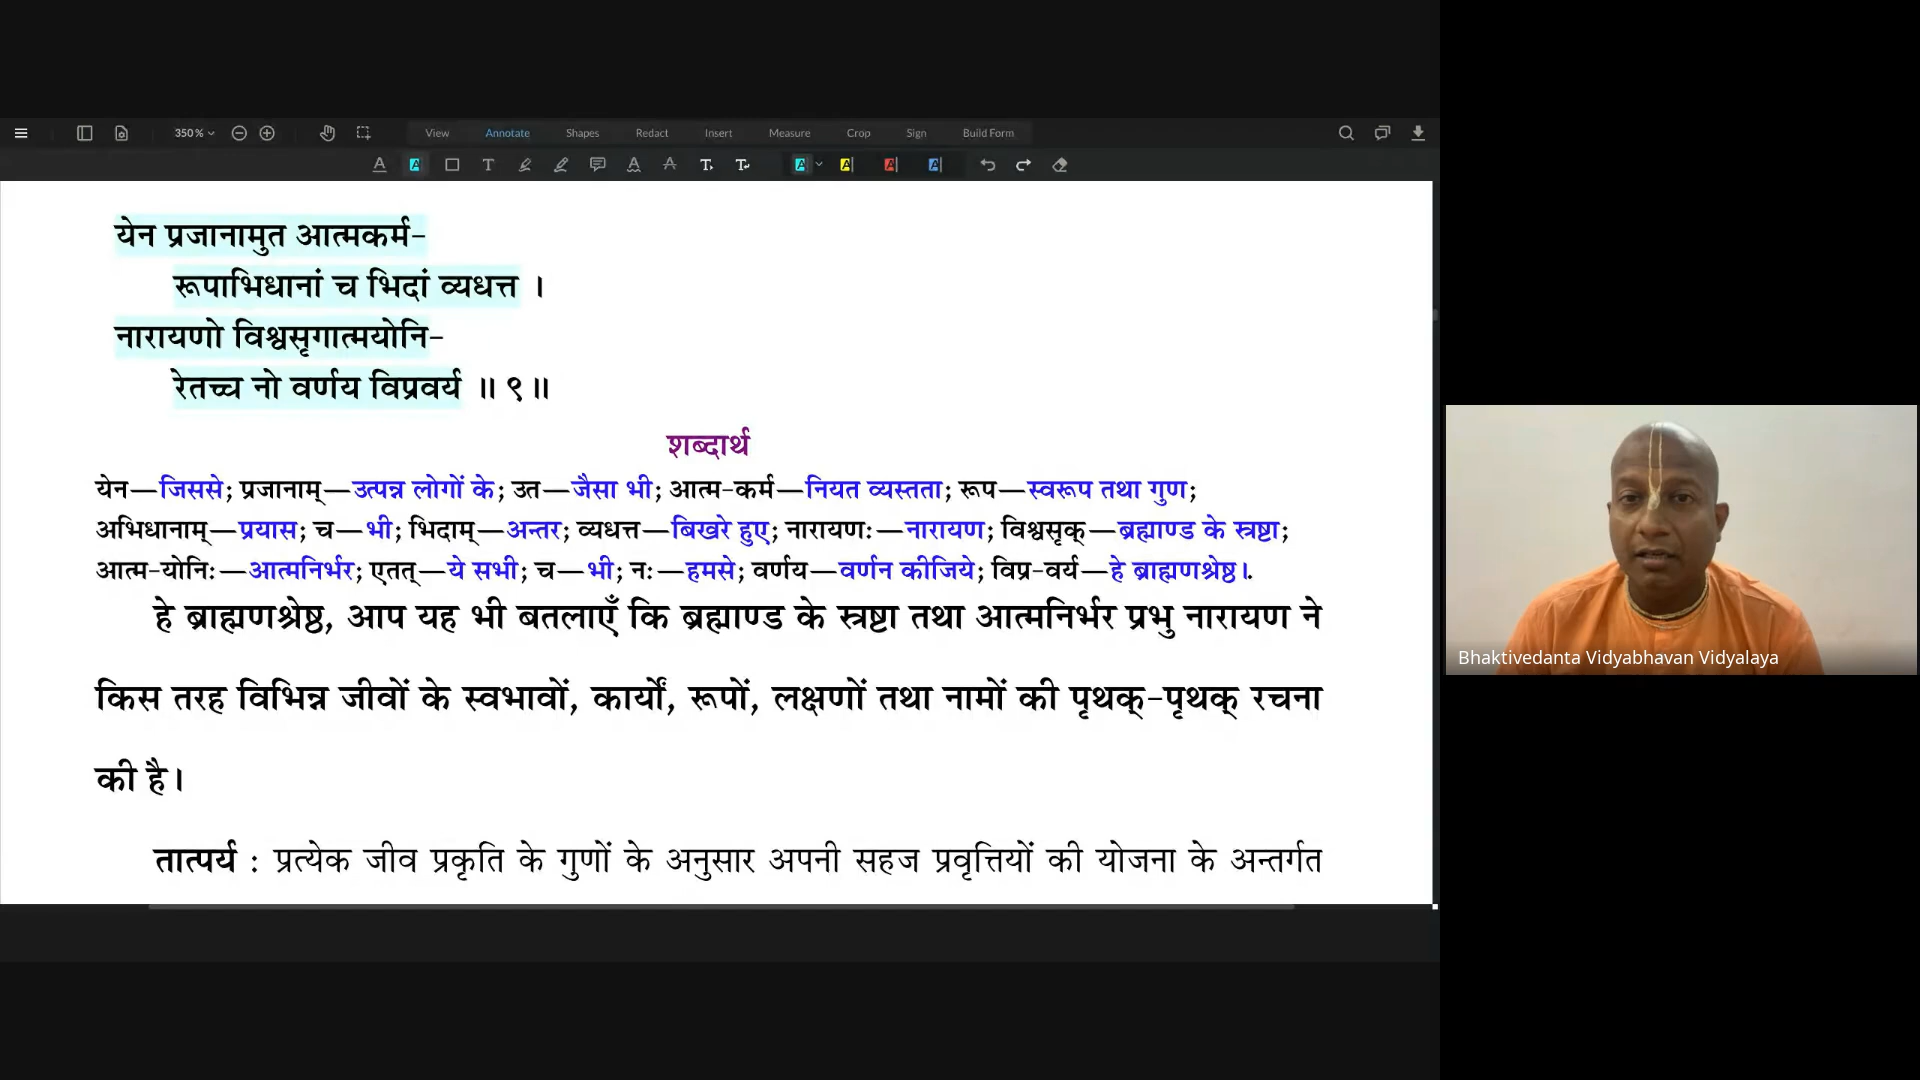 350%
View Annotate Shapes Redact Insert Measure Crop Sign Build Form
येन प्रजानामुत आत्मकर्म-
रूपाभिधानां च भिदां व्यधत्त ।
नारायणो विश्वसृगात्मयोनि-
रेतच्च नो वर्णय विप्रवर्य ॥ ९॥
शब्दार्थ
येन—जिससे; प्रजानाम्—उत्पन्न लोगों के; उत—जैसा भी; आत्म-कर्म—नियत व्यस्तता; रूप—स्वरूप तथा गुण;
अभिधानाम्—प्रयास; च—भी; भिदाम्—अन्तर; व्यधत्त—बिखरे हुए; नारायणः—नारायण; विश्वसृक्—ब्रह्माण्ड के स्त्रष्टा;
आत्म-योनिः—आत्मनिर्भर; एतत्—ये सभी; च—भी; नः—हमसे; वर्णय—वर्णन कीजिये; विप्र-वर्य—हे ब्राह्मणश्रेष्ठ।.
हे ब्राह्मणश्रेष्ठ, आप यह भी बतलाएँ कि ब्रह्माण्ड के स्त्रष्टा तथा आत्मनिर्भर प्रभु नारायण ने
किस तरह विभिन्न जीवों के स्वभावों, कार्यों, रूपों, लक्षणों तथा नामों की पृथक्-पृथक् रचना
की है।
तात्पर्य : प्रत्येक जीव प्रकृति के गुणों के अनुसार अपनी सहज प्रवृत्तियों की योजना के अन्तर्गत
Bhaktivedanta Vidyabhavan Vidyalaya